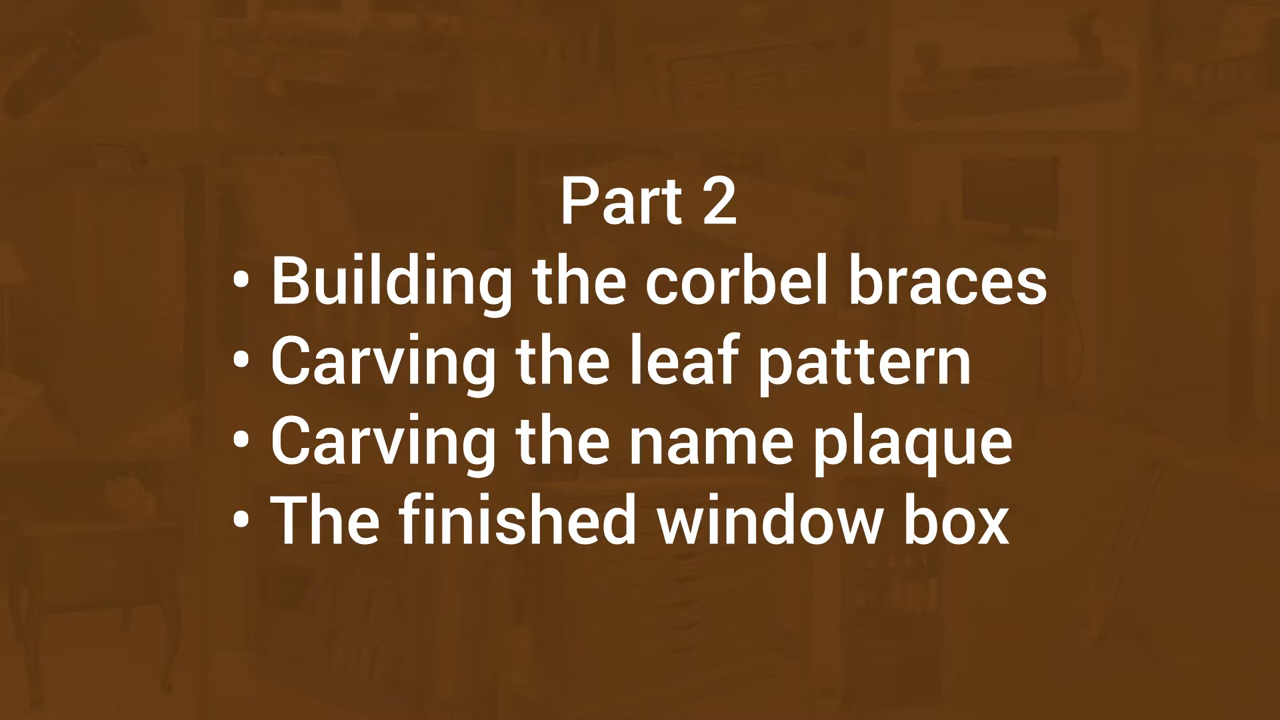 Part 2
• Building the corbel braces
• Carving the leaf pattern
• Carving the name plaque
• The finished window box